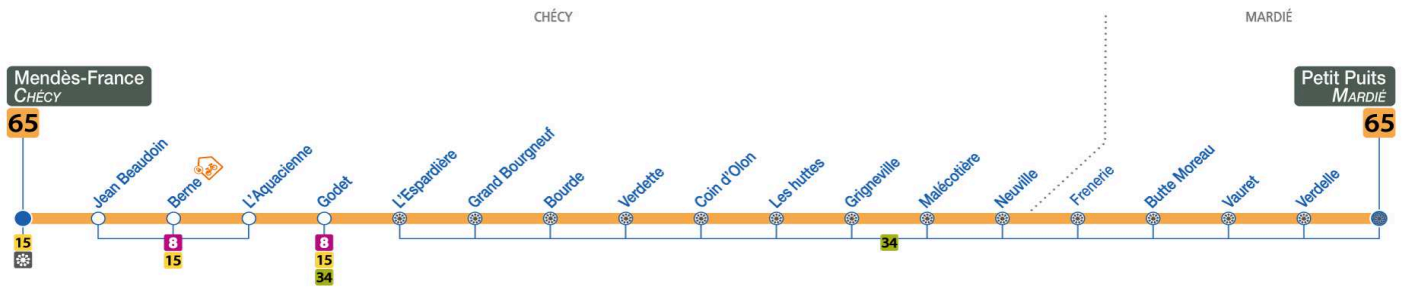 CHÉCY
MARDIÉ
Mendès-France
CHÉCY
65
Petit Puits
MARDIÉ
65
Jean Beaudoin
Berne
L'Aquacienne
Godet
L'Espardière
Grand Bourgneuf
Bourde
Verdette
Coin d'Olon
Les huttes
Grigneville
Malécotière
Neuville
Frenerie
Butte Moreau
Vauret
Verdelle
15
8
15
8
15
34
34